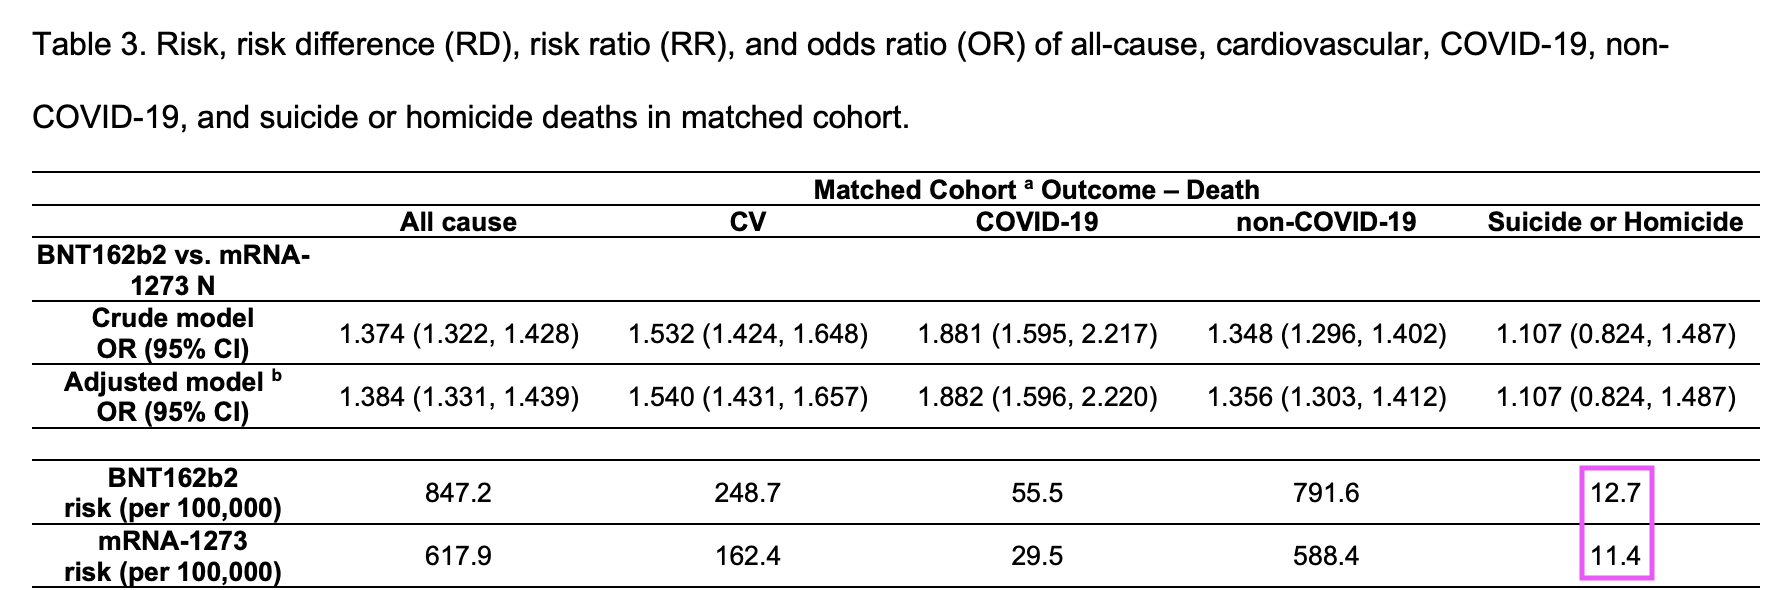 Table 3. Risk, risk difference (RD), risk ratio (RR), and odds ratio (OR) of all-cause, cardiovascular, COVID-19, non-
COVID-19, and suicide or homicide deaths in matched cohort.
Matched Cohort ᵃ Outcome – Death
All cause CV COVID-19 non-COVID-19 Suicide or Homicide
BNT162b2 vs. mRNA-
1273 N
Crude model
OR (95% CI) 1.374 (1.322, 1.428) 1.532 (1.424, 1.648) 1.881 (1.595, 2.217) 1.348 (1.296, 1.402) 1.107 (0.824, 1.487)
Adjusted model ᵇ
OR (95% CI) 1.384 (1.331, 1.439) 1.540 (1.431, 1.657) 1.882 (1.596, 2.220) 1.356 (1.303, 1.412) 1.107 (0.824, 1.487)
BNT162b2
risk (per 100,000) 847.2 248.7 55.5 791.6 12.7
mRNA-1273
risk (per 100,000) 617.9 162.4 29.5 588.4 11.4